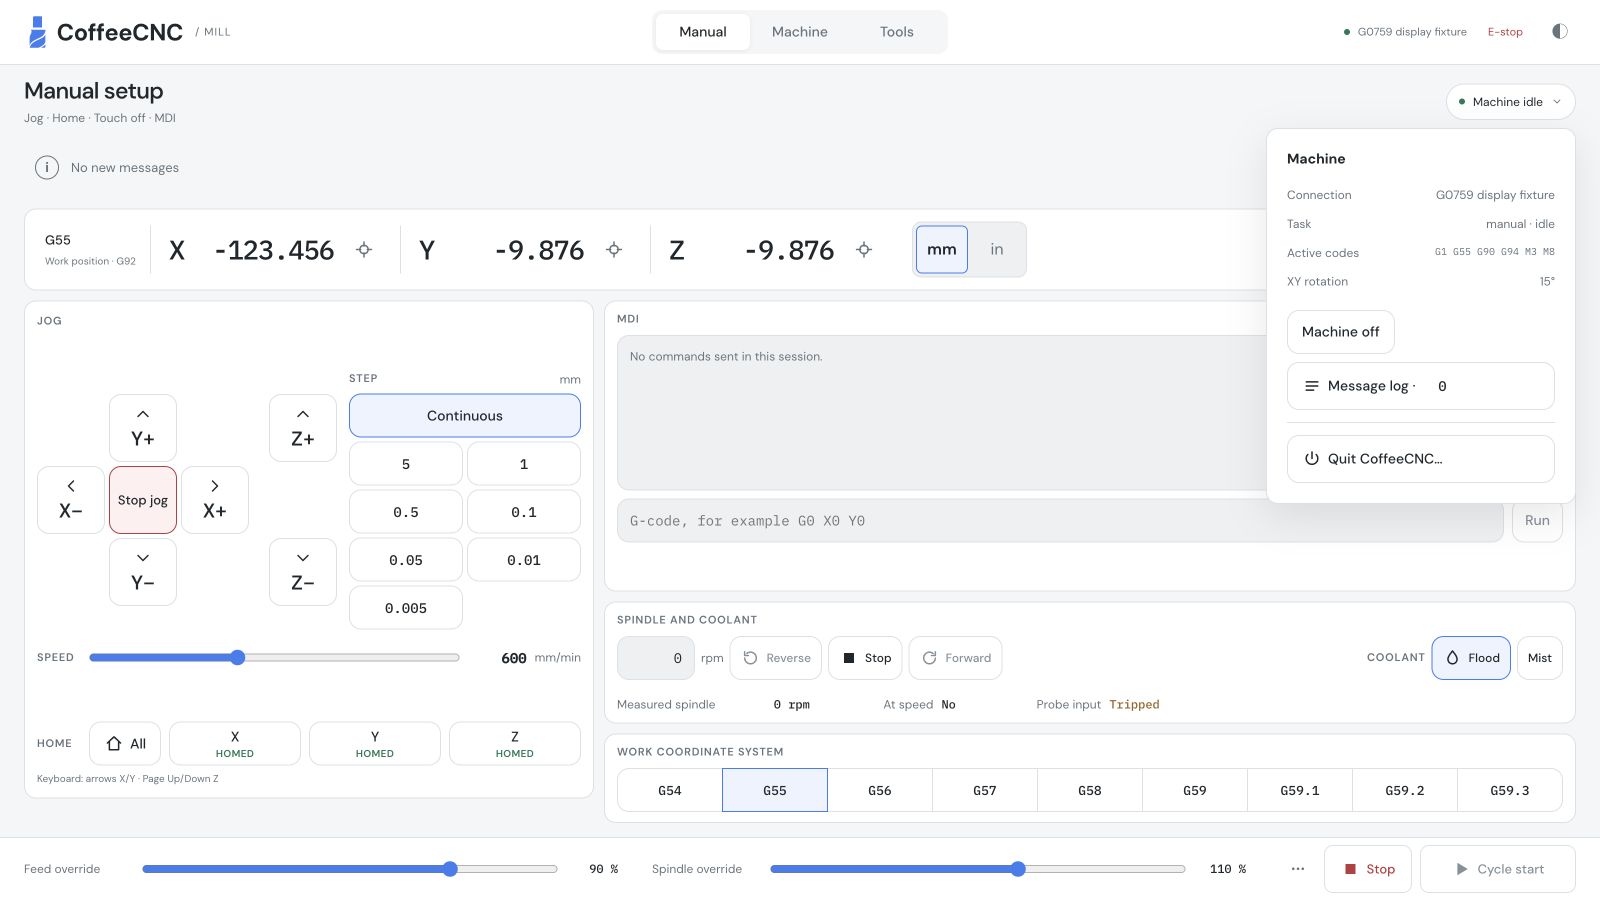 CoffeeCNC / MILL
Manual Machine Tools
G0759 display fixture E-stop
Manual setup
Jog · Home · Touch off · MDI
Machine idle
i No new messages
Machine
Connection G0759 display fixture
Task manual · idle
Active codes G1 G55 G90 G94 M3 M8
XY rotation 15°
Machine off
Message log · 0
Quit CoffeeCNC…
G55
Work position · G92
X -123.456
Y -9.876
Z -9.876
mm in
JOG
STEP mm
Continuous
5 1
0.5 0.1
0.05 0.01
0.005
Y+ Z+
X− Stop jog X+
Y− Z−
SPEED 600 mm/min
HOME All
X HOMED
Y HOMED
Z HOMED
Keyboard: arrows X/Y · Page Up/Down Z
MDI
No commands sent in this session.
G-code, for example G0 X0 Y0 Run
SPINDLE AND COOLANT
0 rpm Reverse Stop Forward COOLANT Flood Mist
Measured spindle 0 rpm At speed No Probe input Tripped
WORK COORDINATE SYSTEM
G54 G55 G56 G57 G58 G59 G59.1 G59.2 G59.3
Feed override 90 % Spindle override 110 % ··· Stop Cycle start